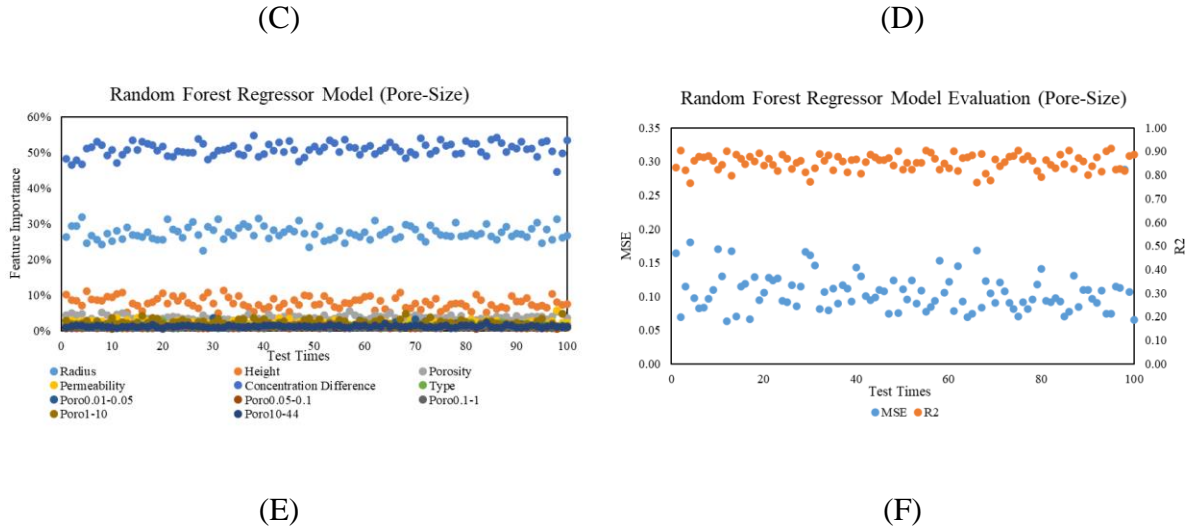 (C)
(D)
Random Forest Regressor Model (Pore-Size)
60%
50%
40%
30%
20%
10%
0%
Feature Importance
0 10 20 30 40 50 60 70 80 90 100
Test Times
Radius Height Porosity
Permeability Concentration Difference Type
Poro0.01-0.05 Poro0.05-0.1 Poro0.1-1
Poro1-10 Poro10-44
Random Forest Regressor Model Evaluation (Pore-Size)
0.35
0.30
0.25
0.20
0.15
0.10
0.05
0.00
MSE
1.00
0.90
0.80
0.70
0.60
0.50
0.40
0.30
0.20
0.10
0.00
R2
0 20 40 60 80 100
Test Times
MSE R2
(E)
(F)